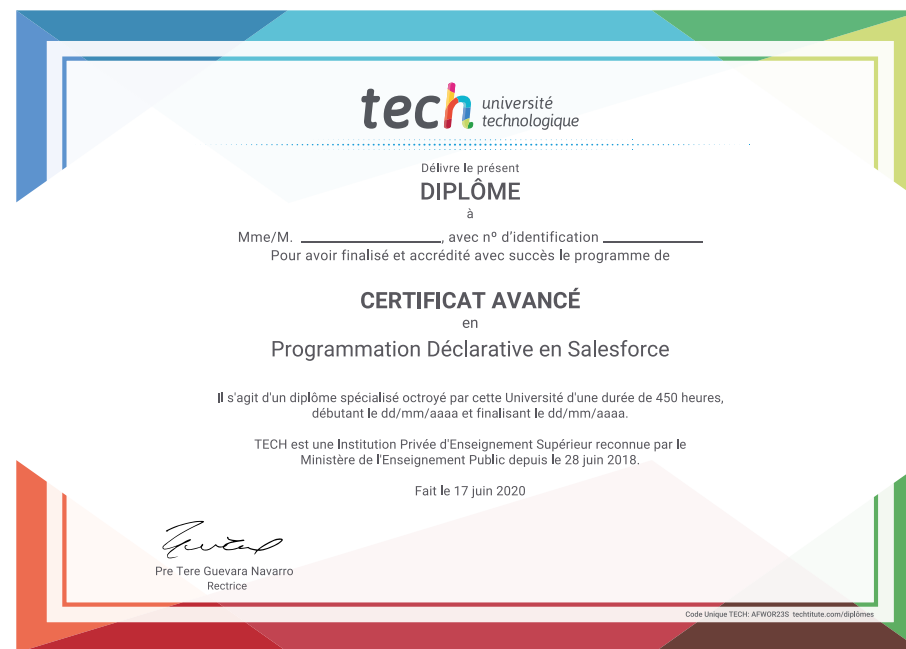 tech université
technologique
Délivre le présent
DIPLÔME
à
Mme/M. ____________________, avec nº d'identification ______________
Pour avoir finalisé et accrédité avec succès le programme de
CERTIFICAT AVANCÉ
en
Programmation Déclarative en Salesforce
Il s'agit d'un diplôme spécialisé octroyé par cette Université d'une durée de 450 heures,
débutant le dd/mm/aaaa et finalisant le dd/mm/aaaa.
TECH est une Institution Privée d'Enseignement Supérieur reconnue par le
Ministère de l'Enseignement Public depuis le 28 juin 2018.
Fait le 17 juin 2020
Pre Tere Guevara Navarro
Rectrice
Code Unique TECH: AFWOR23S techtitute.com/diplômes